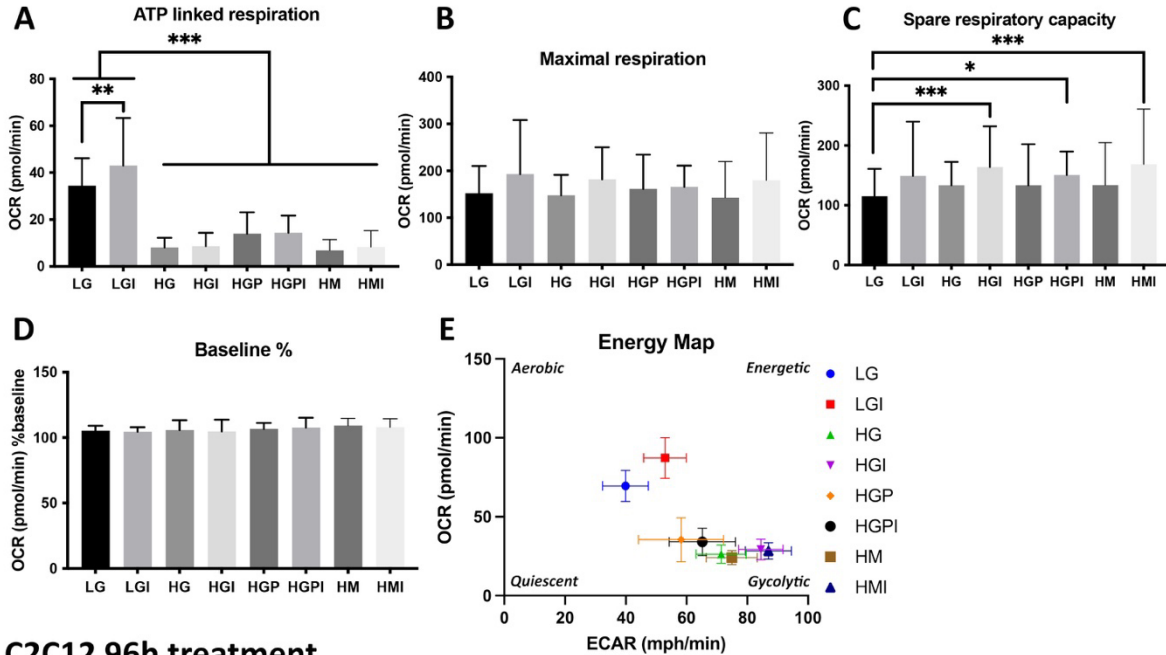 A
ATP linked respiration
***
**
OCR (pmol/min)
80
60
40
20
0
LG LGI HG HGI HGP HGPI HM HMI
B
Maximal respiration
OCR (pmol/min)
400
300
200
100
0
LG LGI HG HGI HGP HGPI HM HMI
C
Spare respiratory capacity
***
*
***
OCR (pmol/min)
300
200
100
0
LG LGI HG HGI HGP HGPI HM HMI
D
Baseline %
OCR (pmol/min) %baseline
150
100
50
0
LG LGI HG HGI HGP HGPI HM HMI
E
Energy Map
OCR (pmol/min)
150
100
50
0
Aerobic Energetic
Quiescent Gycolytic
0 20 40 60 80 100
ECAR (mph/min)
LG
LGI
HG
HGI
HGP
HGPI
HM
HMI
C2C12 96h treatment